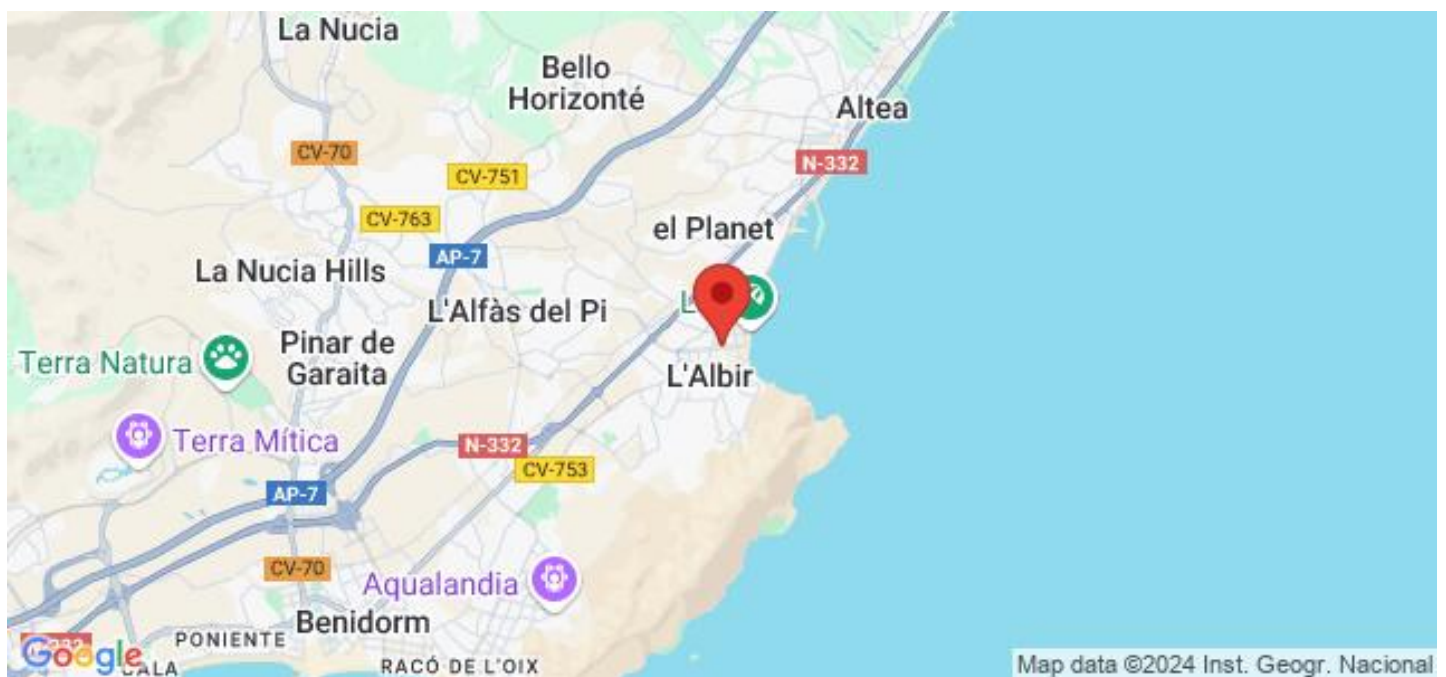 La Nucia
Bello
Horizonté
Altea
CV-70
N-332
CV-751
CV-763
el Planet
AP-7
La Nucia Hills
L'Alfàs del Pi
Pinar de
Garaita
Terra Natura
L'Albir
Terra Mítica
N-332
CV-753
AP-7
CV-70
Aqualandia
Benidorm
PONIENTE
RACÓ DE L'OIX
Google
Map data ©2024 Inst. Geogr. Nacional